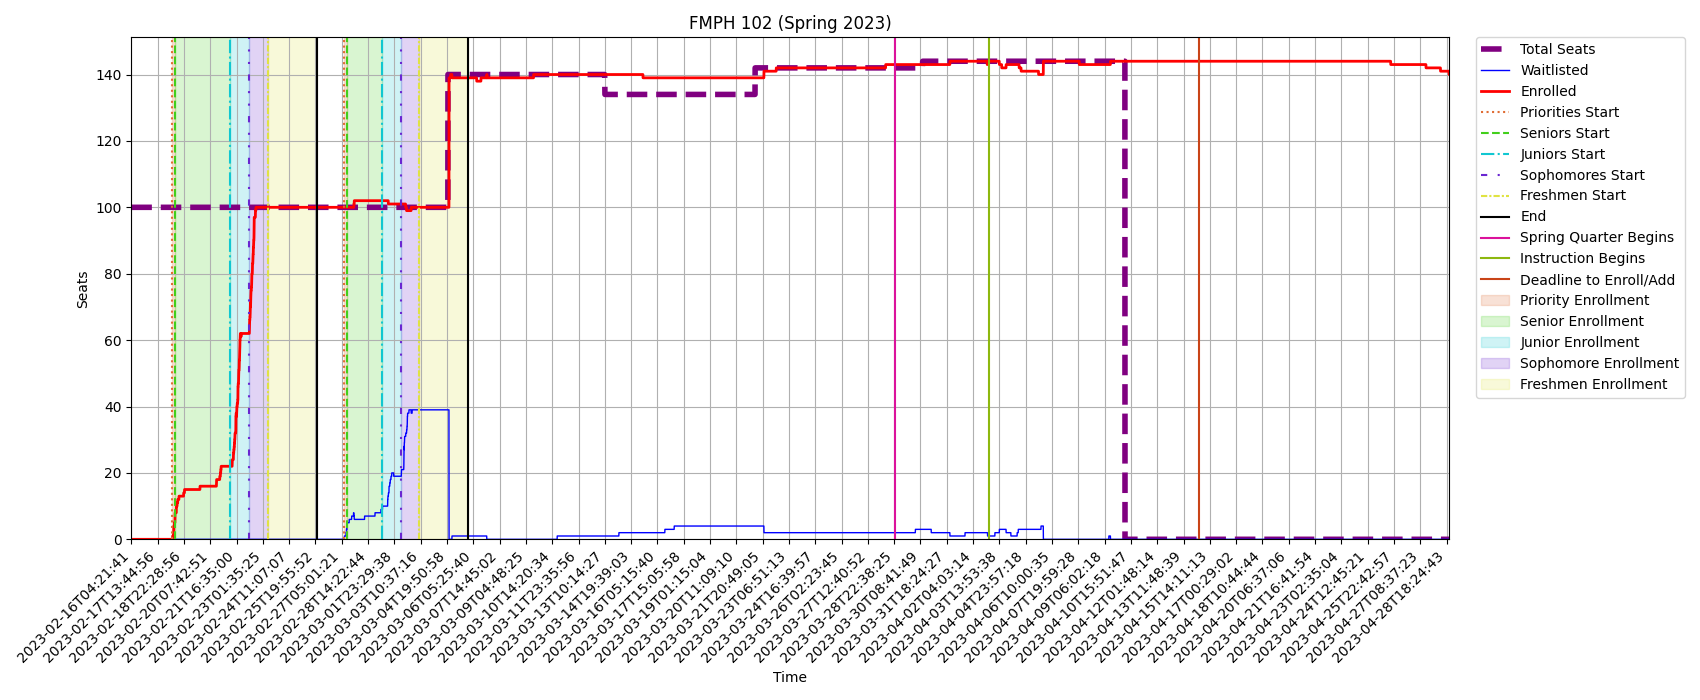 FMPH 102 (Spring 2023)
Seats
140
120
100
80
60
40
20
0
2023-02-16T04:21:41
2023-02-17T13:44:56
2023-02-18T22:28:56
2023-02-20T07:42:51
2023-02-21T16:35:00
2023-02-23T01:35:25
2023-02-24T11:07:07
2023-02-25T19:55:52
2023-02-27T05:01:21
2023-02-28T14:22:44
2023-03-01T23:29:38
2023-03-03T10:37:16
2023-03-04T19:50:58
2023-03-06T05:25:40
2023-03-07T14:45:02
2023-03-09T04:48:25
2023-03-10T14:20:34
2023-03-11T23:35:56
2023-03-13T10:14:27
2023-03-14T19:39:03
2023-03-16T05:15:40
2023-03-17T15:05:58
2023-03-19T01:15:04
2023-03-20T11:09:10
2023-03-21T20:49:05
2023-03-23T06:51:13
2023-03-24T16:39:57
2023-03-26T02:23:45
2023-03-27T12:40:52
2023-03-28T22:38:25
2023-03-30T08:41:49
2023-03-31T18:24:27
2023-04-02T04:03:14
2023-04-03T13:53:38
2023-04-04T23:57:18
2023-04-06T10:00:35
2023-04-07T19:59:28
2023-04-09T06:02:18
2023-04-10T15:51:47
2023-04-12T01:48:14
2023-04-13T11:48:39
2023-04-15T14:11:13
2023-04-17T00:29:02
2023-04-18T10:44:44
2023-04-20T06:37:06
2023-04-21T16:41:54
2023-04-23T02:35:04
2023-04-24T12:45:21
2023-04-25T22:42:57
2023-04-27T08:37:23
2023-04-28T18:24:43
Time
Total Seats
Waitlisted
Enrolled
Priorities Start
Seniors Start
Juniors Start
Sophomores Start
Freshmen Start
End
Spring Quarter Begins
Instruction Begins
Deadline to Enroll/Add
Priority Enrollment
Senior Enrollment
Junior Enrollment
Sophomore Enrollment
Freshmen Enrollment